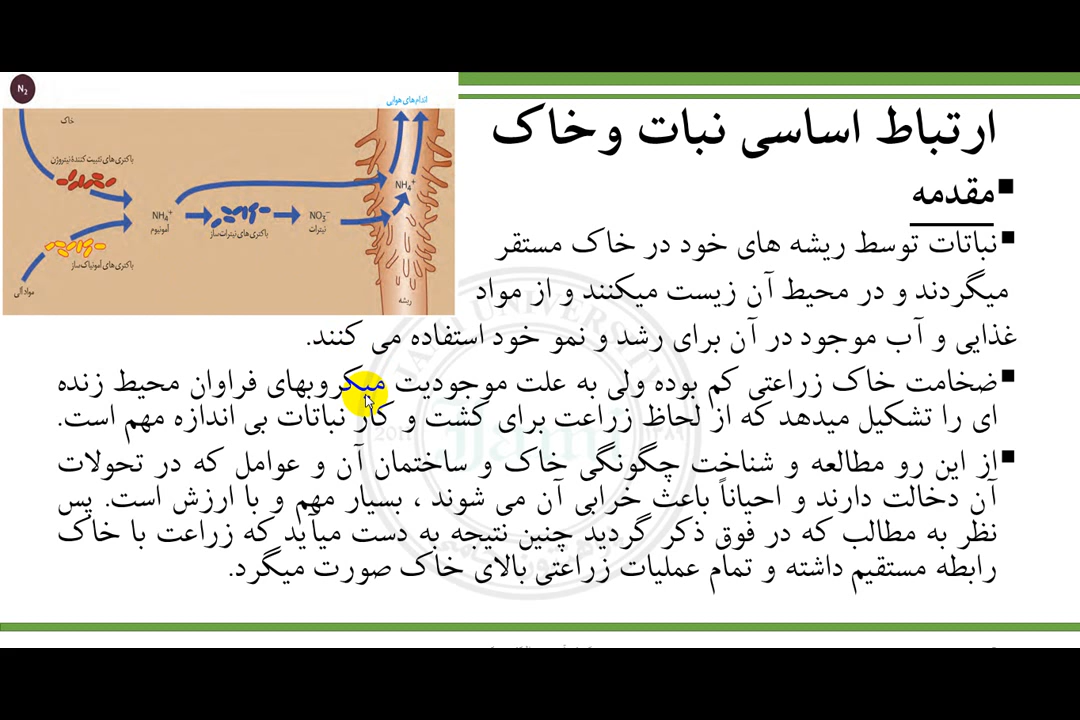 ارتباط اساسی نبات وخاک
مقدمه
نباتات توسط ریشه های خود در خاک مستقر
میگردند و در محیط آن زیست میکنند و از مواد
غذایی و آب موجود در آن برای رشد و نمو خود استفاده می کنند.
ضخامت خاک زراعتی کم بوده ولی به علت موجودیت میکروبهای فراوان محیط زنده
ای را تشکیل میدهد که از لحاظ زراعت برای کشت و کار نباتات بی اندازه مهم است.
از این رو مطالعه و شناخت چگونگی خاک و ساختمان آن و عوامل که در تحولات
آن دخالت دارند و احیاناً باعث خرابی آن می شوند ، بسیار مهم و با ارزش است. پس
نظر به مطالب که در فوق ذکر گردید چنین نتیجه به دست میآید که زراعت با خاک
رابطه مستقیم داشته و تمام عملیات زراعتی بالای خاک صورت میگرد.
N₂
اندام‌های هوایی
خاک
باکتری‌های تثبیت کنندهٔ نیتروژن
NH₄⁺
NH₄⁺
آمونیوم
NO₃⁻
نیترات
باکتری‌های نیترات‌ساز
باکتری‌های آمونیاک‌ساز
مواد آلی
ریشه
JAMI UNIVERSITY
Jami